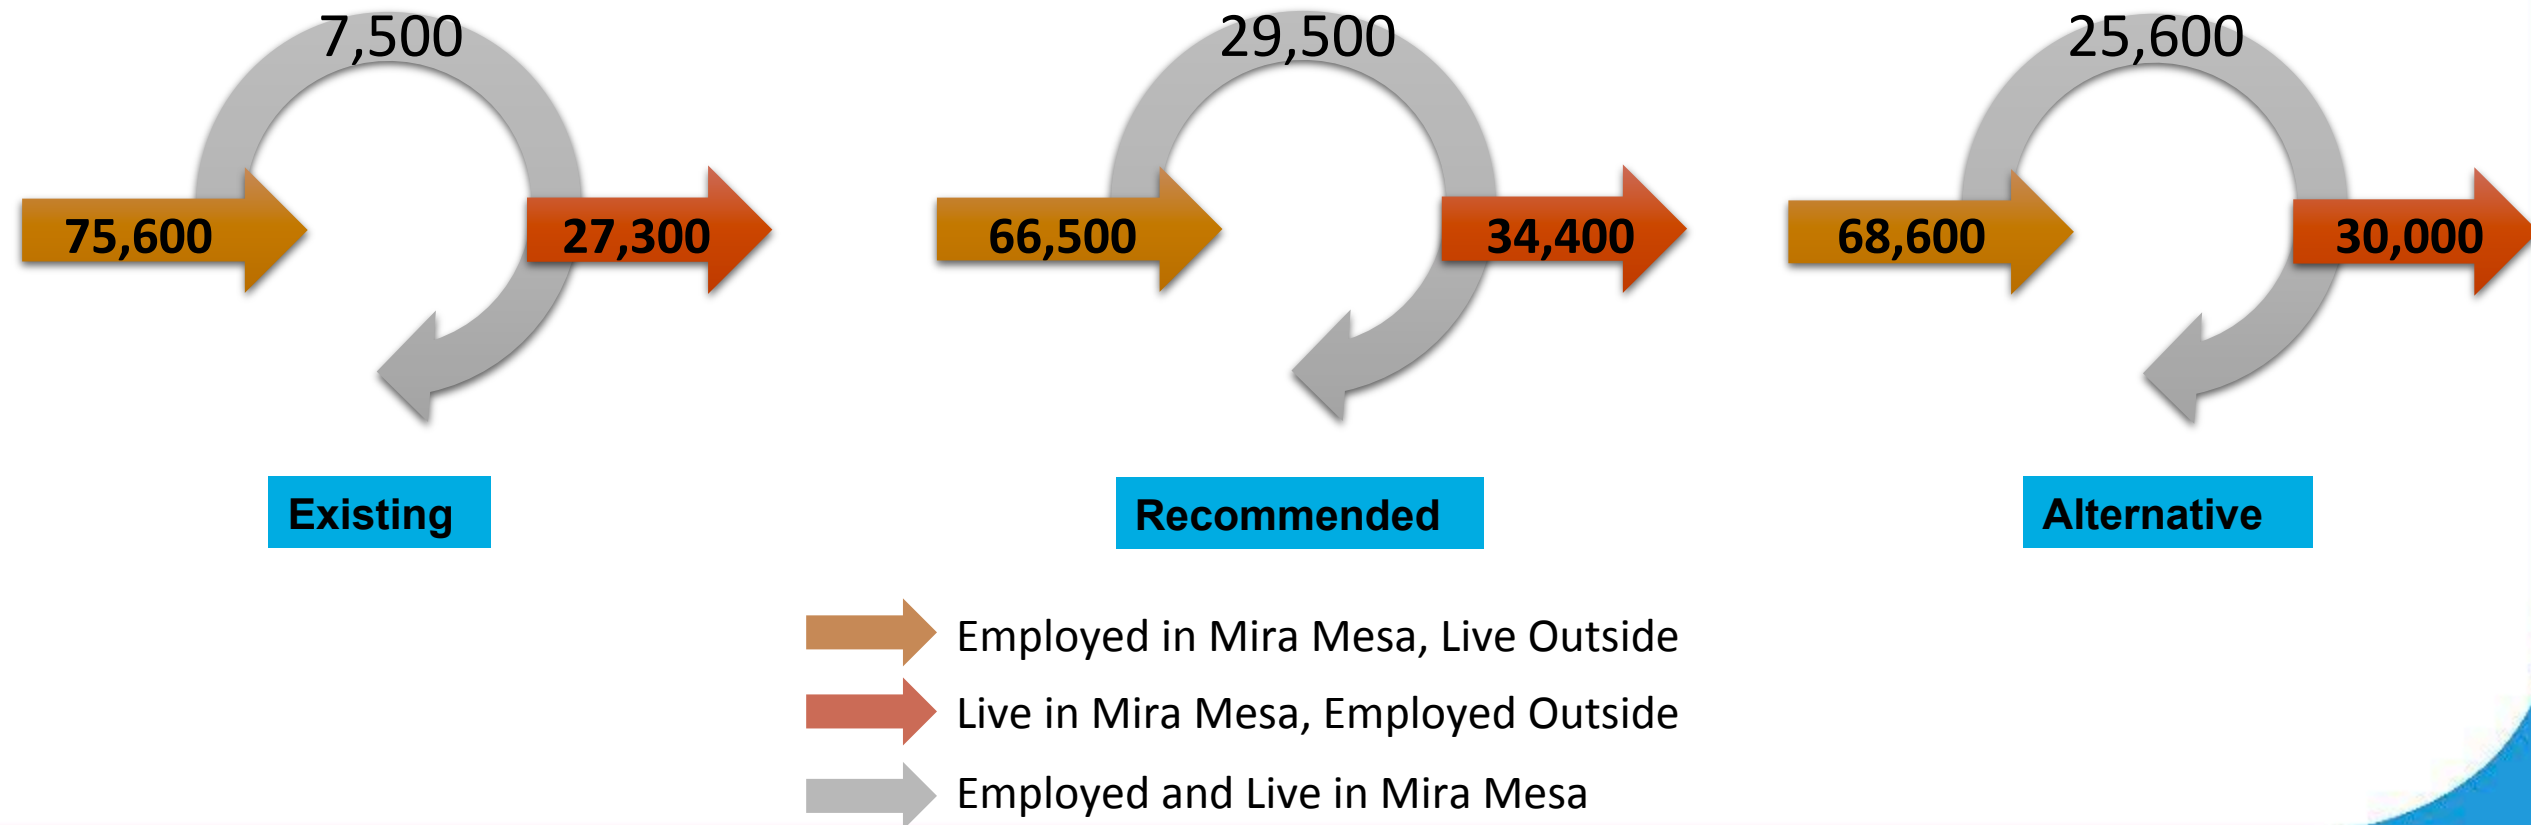 7,500
29,500
25,600
75,600
27,300
66,500
34,400
68,600
30,000
Existing
Recommended
Alternative
Employed in Mira Mesa, Live Outside
Live in Mira Mesa, Employed Outside
Employed and Live in Mira Mesa